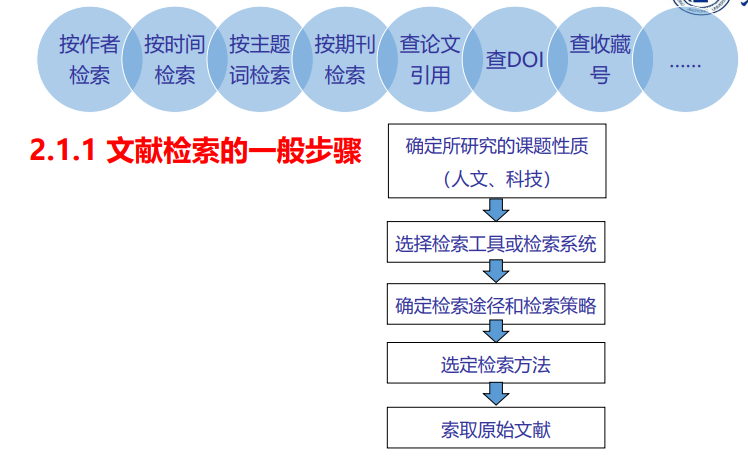 按作者
检索
按时间
检索
按主题
词检索
按期刊
检索
查论文
引用
查DOI
查收藏
号
……
2.1.1 文献检索的一般步骤
确定所研究的课题性质
（人文、科技）
选择检索工具或检索系统
确定检索途径和检索策略
选定检索方法
索取原始文献